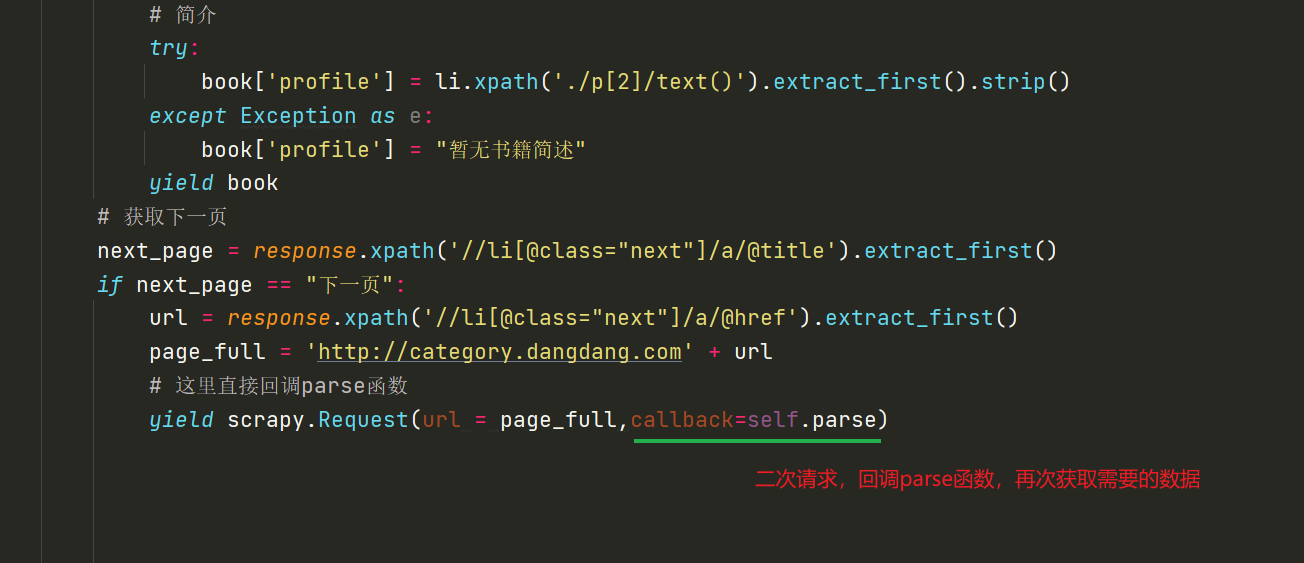 # 简介
try:
book['profile'] = li.xpath('./p[2]/text()').extract_first().strip()
except Exception as e:
book['profile'] = "暂无书籍简述"
yield book
# 获取下一页
next_page = response.xpath('//li[@class="next"]/a/@title').extract_first()
if next_page == "下一页":
url = response.xpath('//li[@class="next"]/a/@href').extract_first()
page_full = 'http://category.dangdang.com' + url
# 这里直接回调parse函数
yield scrapy.Request(url = page_full,callback=self.parse)
二次请求，回调parse函数，再次获取需要的数据